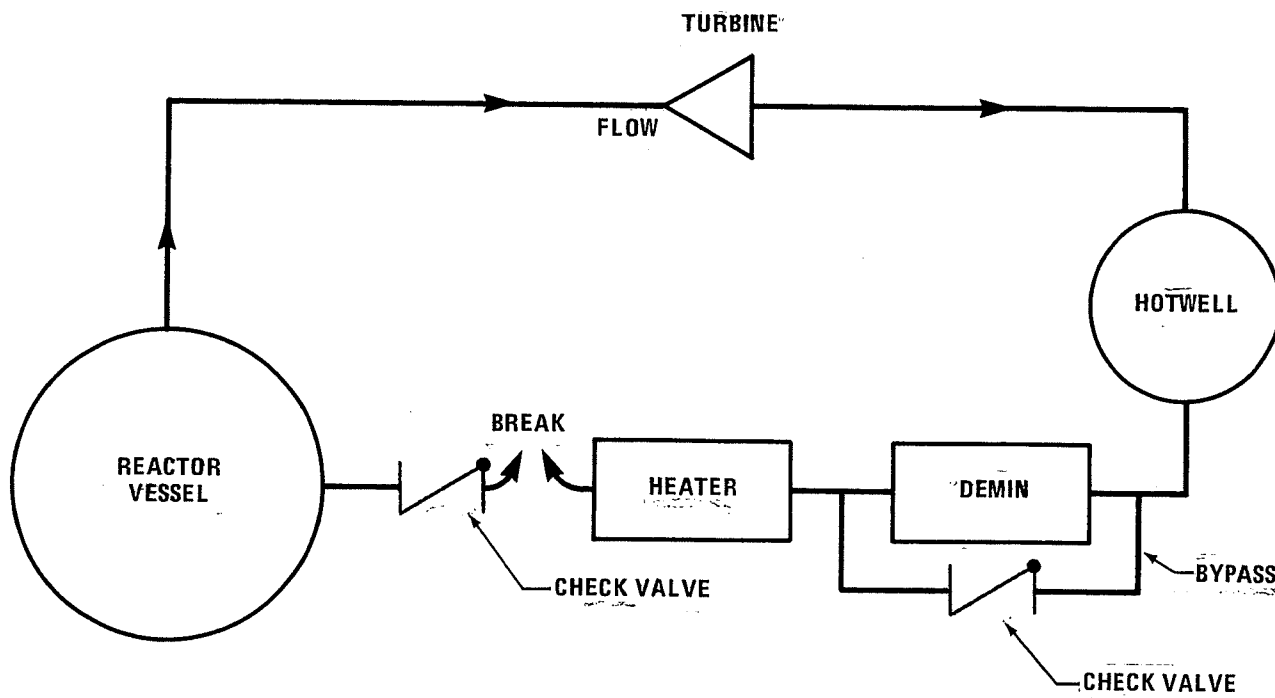 TURBINE
FLOW
HOTWELL
BREAK
REACTOR
VESSEL
HEATER
DEMIN
CHECK VALVE
BYPASS
CHECK VALVE